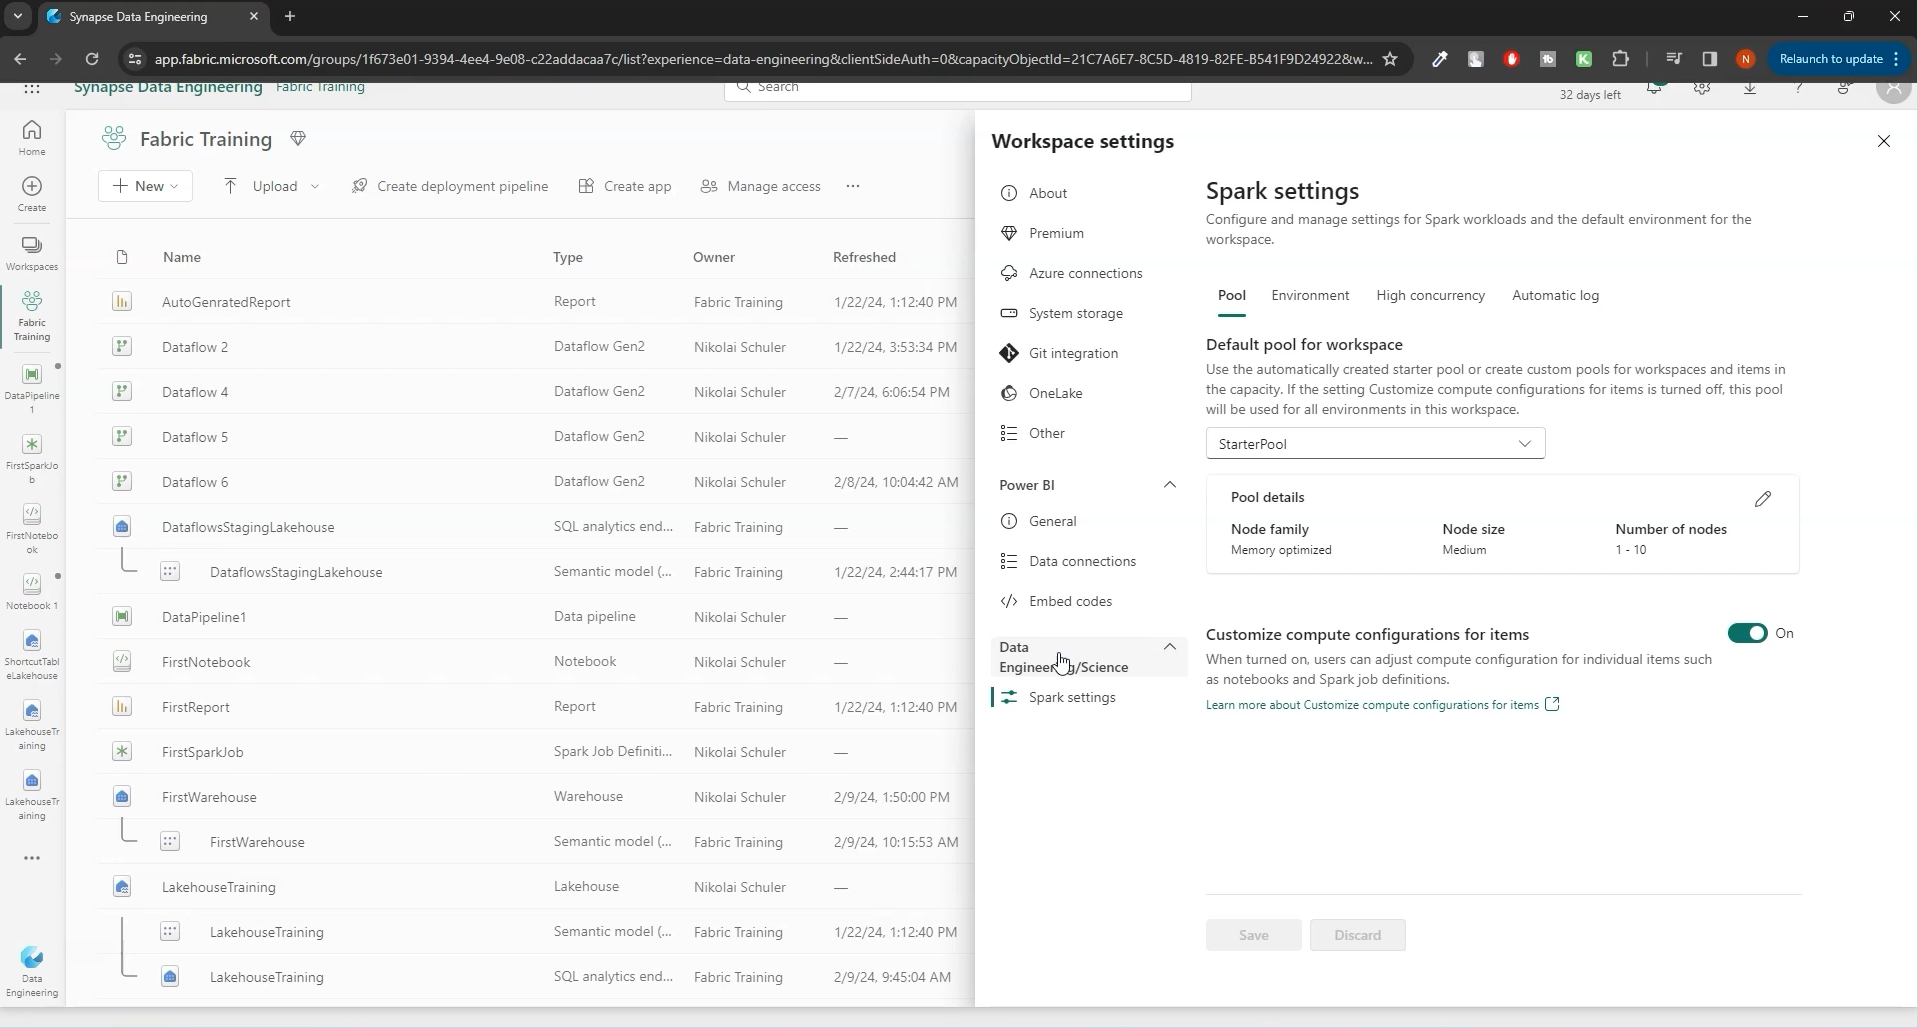 Synapse Data Engineering
app.fabric.microsoft.com/groups/1f673e01-9394-4ee4-9e08-c22addacaa7c/list?experience=data-engineering&clientSideAuth=0&capacityObjectId=21C7A6E7-8C5D-4819-82FE-B541F9D24922&w...
Relaunch to update
Synapse Data Engineering Fabric Training
Search
32 days left
Home
Create
Workspaces
Fabric
Training
DataPipeline
1
FirstSparkJo
b
FirstNotebo
ok
Notebook 1
ShortcutTabl
eLakehouse
LakehouseTr
aining
LakehouseTr
aining
Data
Engineering
Fabric Training
New Upload Create deployment pipeline Create app Manage access
Name Type Owner Refreshed
AutoGenratedReport Report Fabric Training 1/22/24, 1:12:40 PM
Dataflow 2 Dataflow Gen2 Nikolai Schuler 1/22/24, 3:53:34 PM
Dataflow 4 Dataflow Gen2 Nikolai Schuler 2/7/24, 6:06:54 PM
Dataflow 5 Dataflow Gen2 Nikolai Schuler —
Dataflow 6 Dataflow Gen2 Nikolai Schuler 2/8/24, 10:04:42 AM
DataflowsStagingLakehouse SQL analytics end... Fabric Training —
DataflowsStagingLakehouse Semantic model (... Fabric Training 1/22/24, 2:44:17 PM
DataPipeline1 Data pipeline Nikolai Schuler —
FirstNotebook Notebook Nikolai Schuler —
FirstReport Report Fabric Training 1/22/24, 1:12:40 PM
FirstSparkJob Spark Job Definiti... Nikolai Schuler —
FirstWarehouse Warehouse Nikolai Schuler 2/9/24, 1:50:00 PM
FirstWarehouse Semantic model (... Fabric Training 2/9/24, 10:15:53 AM
LakehouseTraining Lakehouse Nikolai Schuler —
LakehouseTraining Semantic model (... Fabric Training 1/22/24, 1:12:40 PM
LakehouseTraining SQL analytics end... Fabric Training 2/9/24, 9:45:04 AM
Workspace settings
About
Premium
Azure connections
System storage
Git integration
OneLake
Other
Power BI
General
Data connections
Embed codes
Data
Engineering/Science
Spark settings
Spark settings
Configure and manage settings for Spark workloads and the default environment for the
workspace.
Pool Environment High concurrency Automatic log
Default pool for workspace
Use the automatically created starter pool or create custom pools for workspaces and items in
the capacity. If the setting Customize compute configurations for items is turned off, this pool
will be used for all environments in this workspace.
StarterPool
Pool details
Node family Node size Number of nodes
Memory optimized Medium 1 - 10
Customize compute configurations for items On
When turned on, users can adjust compute configuration for individual items such
as notebooks and Spark job definitions.
Learn more about Customize compute configurations for items
Save Discard